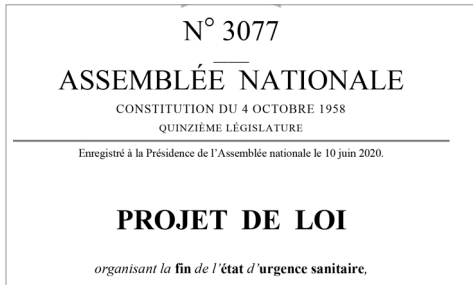 N° 3077
ASSEMBLÉE NATIONALE
CONSTITUTION DU 4 OCTOBRE 1958
QUINZIÈME LÉGISLATURE
Enregistré à la Présidence de l’Assemblée nationale le 10 juin 2020.
PROJET DE LOI
organisant la fin de l’état d’urgence sanitaire,